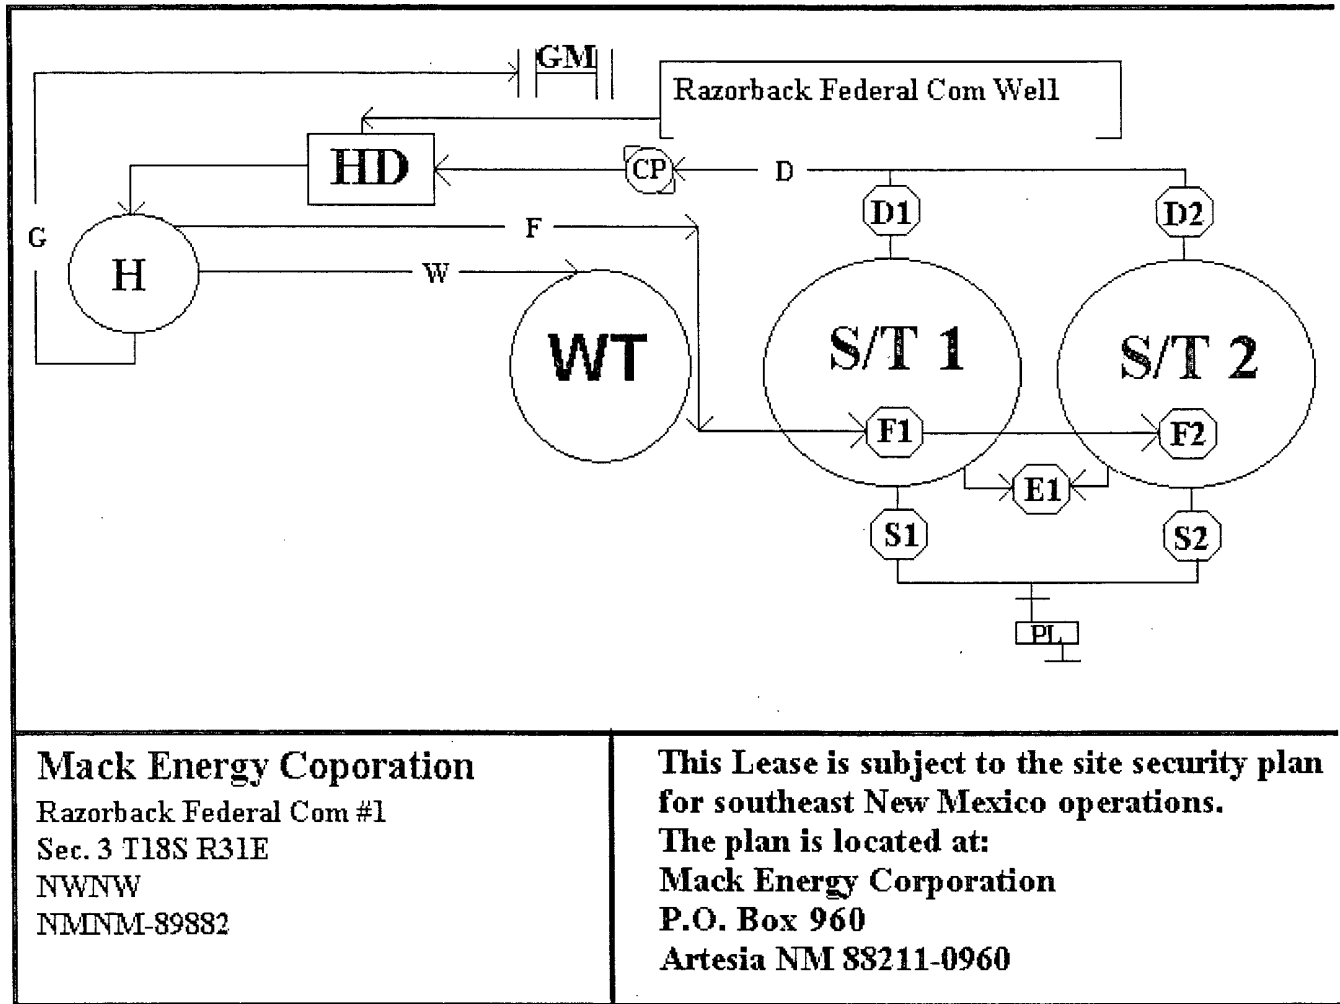 GM
Razorback Federal Com Well
HD
CP
D
D1
D2
G
H
F
W
WT
S/T 1
S/T 2
F1
F2
E1
S1
S2
PL
Mack Energy Coporation
Razorback Federal Com #1
Sec. 3 T18S R31E
NWNW
NMNM-89882
This Lease is subject to the site security plan
for southeast New Mexico operations.
The plan is located at:
Mack Energy Corporation
P.O. Box 960
Artesia NM 88211-0960